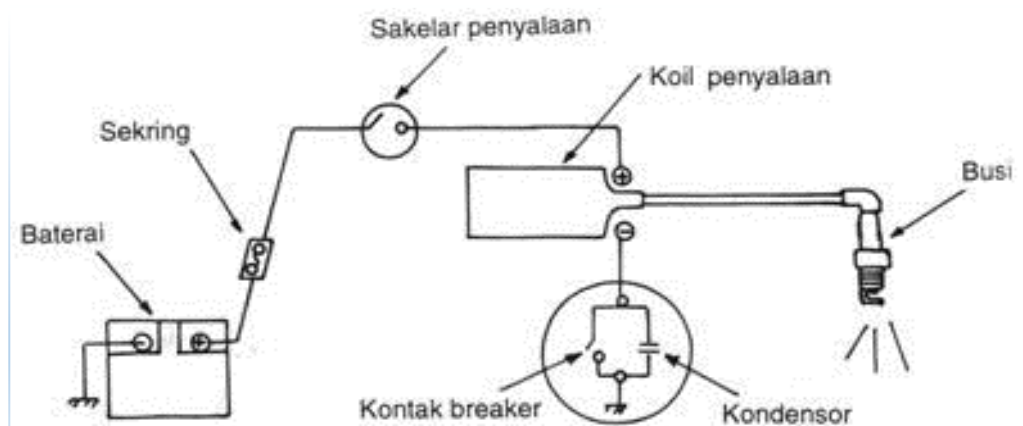 Sakelar penyalaan
Koil penyalaan
Sekring
Busi
Baterai
Kontak breaker
Kondensor